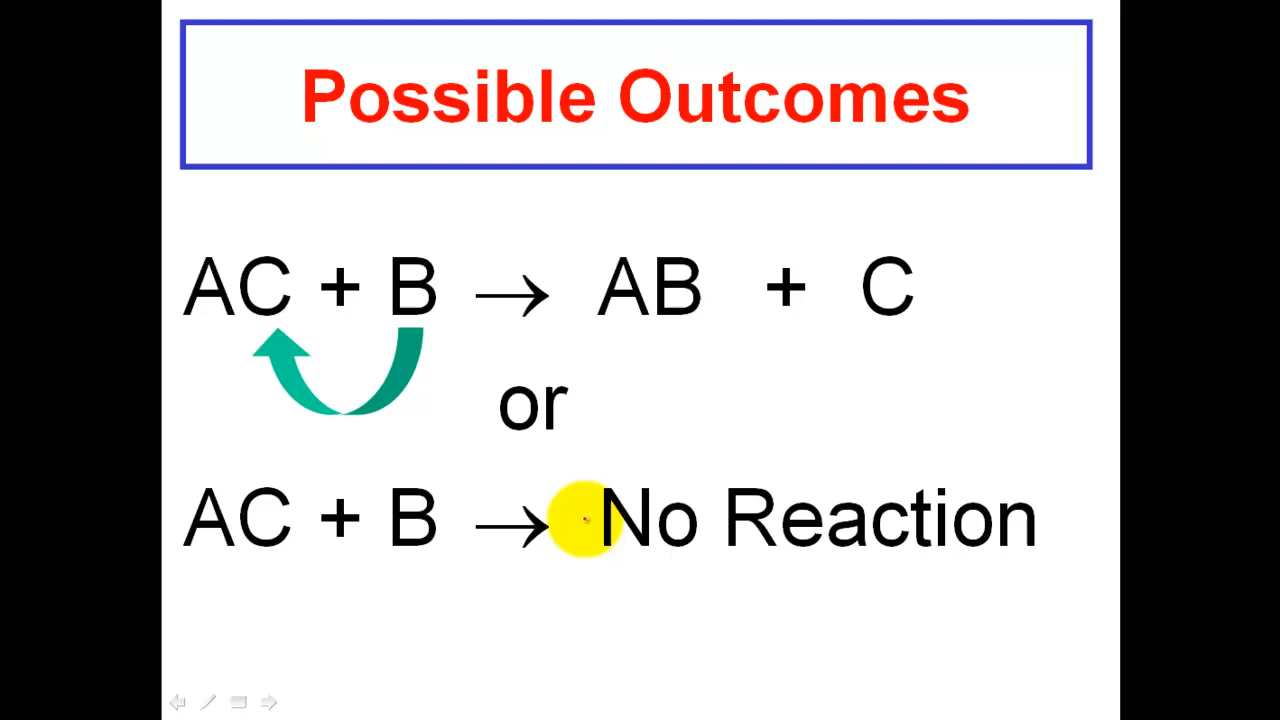 Possible Outcomes
AC + B → AB + C
or
AC + B → No Reaction